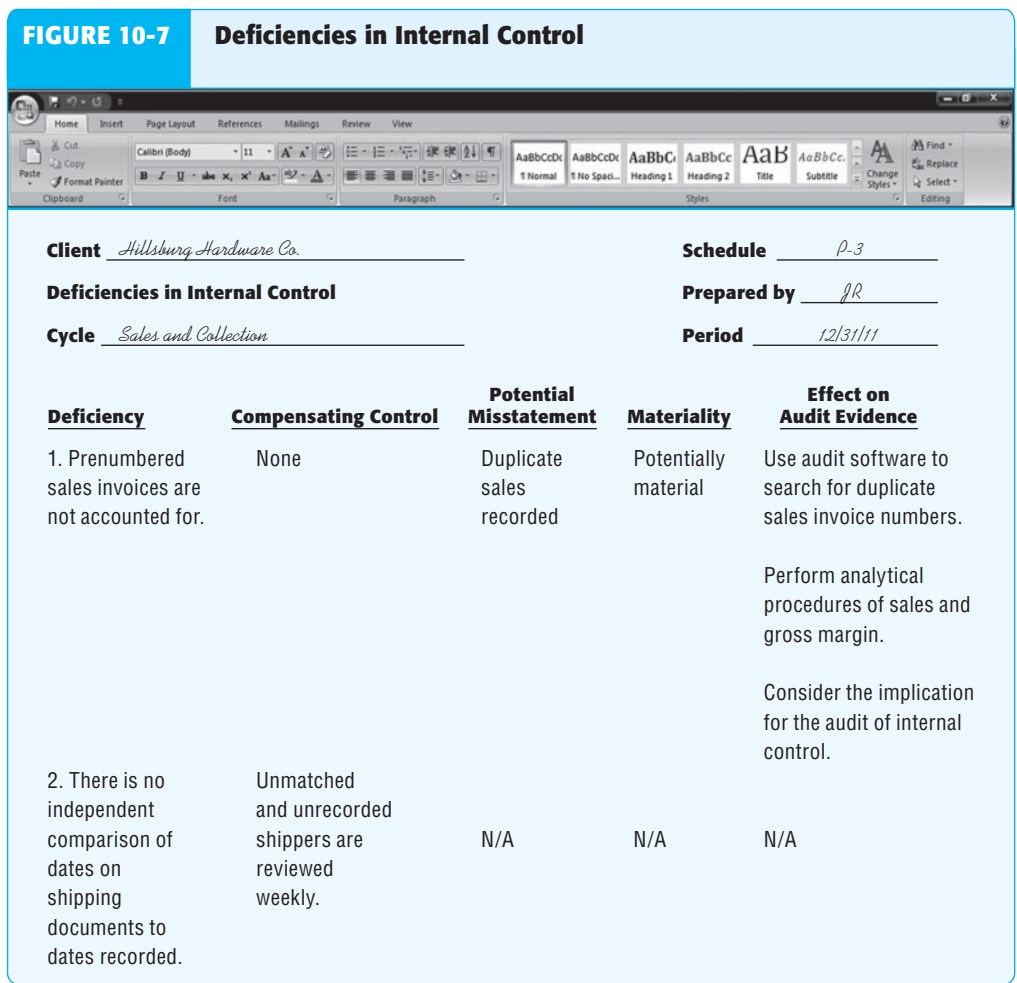 FIGURE 10-7 Deficiencies in Internal Control
Home Insert Page Layout References Mailings Review View
Paste
Cut
Copy
Format Painter
Clipboard
Calibri (Body) 11
Font
Paragraph
AaBbCcDc AaBbCcDc AaBbC AaBbCc AaB AaBbCc.
¶ Normal ¶ No Spaci... Heading 1 Heading 2 Title Subtitle
Change
Styles
Styles
Find
Replace
Select
Editing
Client Hillsburg Hardware Co. Schedule P-3
Deficiencies in Internal Control Prepared by JR
Cycle Sales and Collection Period 12/31/11
Deficiency
Compensating Control
Potential
Misstatement
Materiality
Effect on
Audit Evidence
1. Prenumbered
sales invoices are
not accounted for.
None
Duplicate
sales
recorded
Potentially
material
Use audit software to
search for duplicate
sales invoice numbers.
Perform analytical
procedures of sales and
gross margin.
Consider the implication
for the audit of internal
control.
2. There is no
independent
comparison of
dates on
shipping
documents to
dates recorded.
Unmatched
and unrecorded
shippers are
reviewed
weekly.
N/A
N/A
N/A